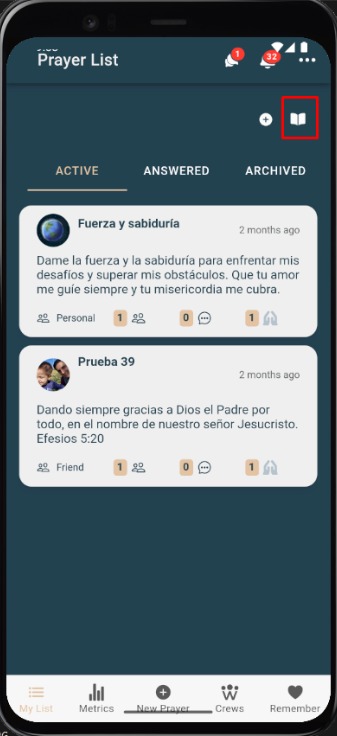 Prayer List
1
32
ACTIVE
ANSWERED
ARCHIVED
Fuerza y sabiduría
2 months ago
Dame la fuerza y la sabiduría para enfrentar mis
desafíos y superar mis obstáculos. Que tu amor
me guíe siempre y tu misericordia me cubra.
Personal 1 0 1
Prueba 39
2 months ago
Dando siempre gracias a Dios el Padre por
todo, en el nombre de nuestro señor Jesucristo.
Efesios 5:20
Friend 1 0 1
My List
Metrics
New Prayer
Crews
Remember